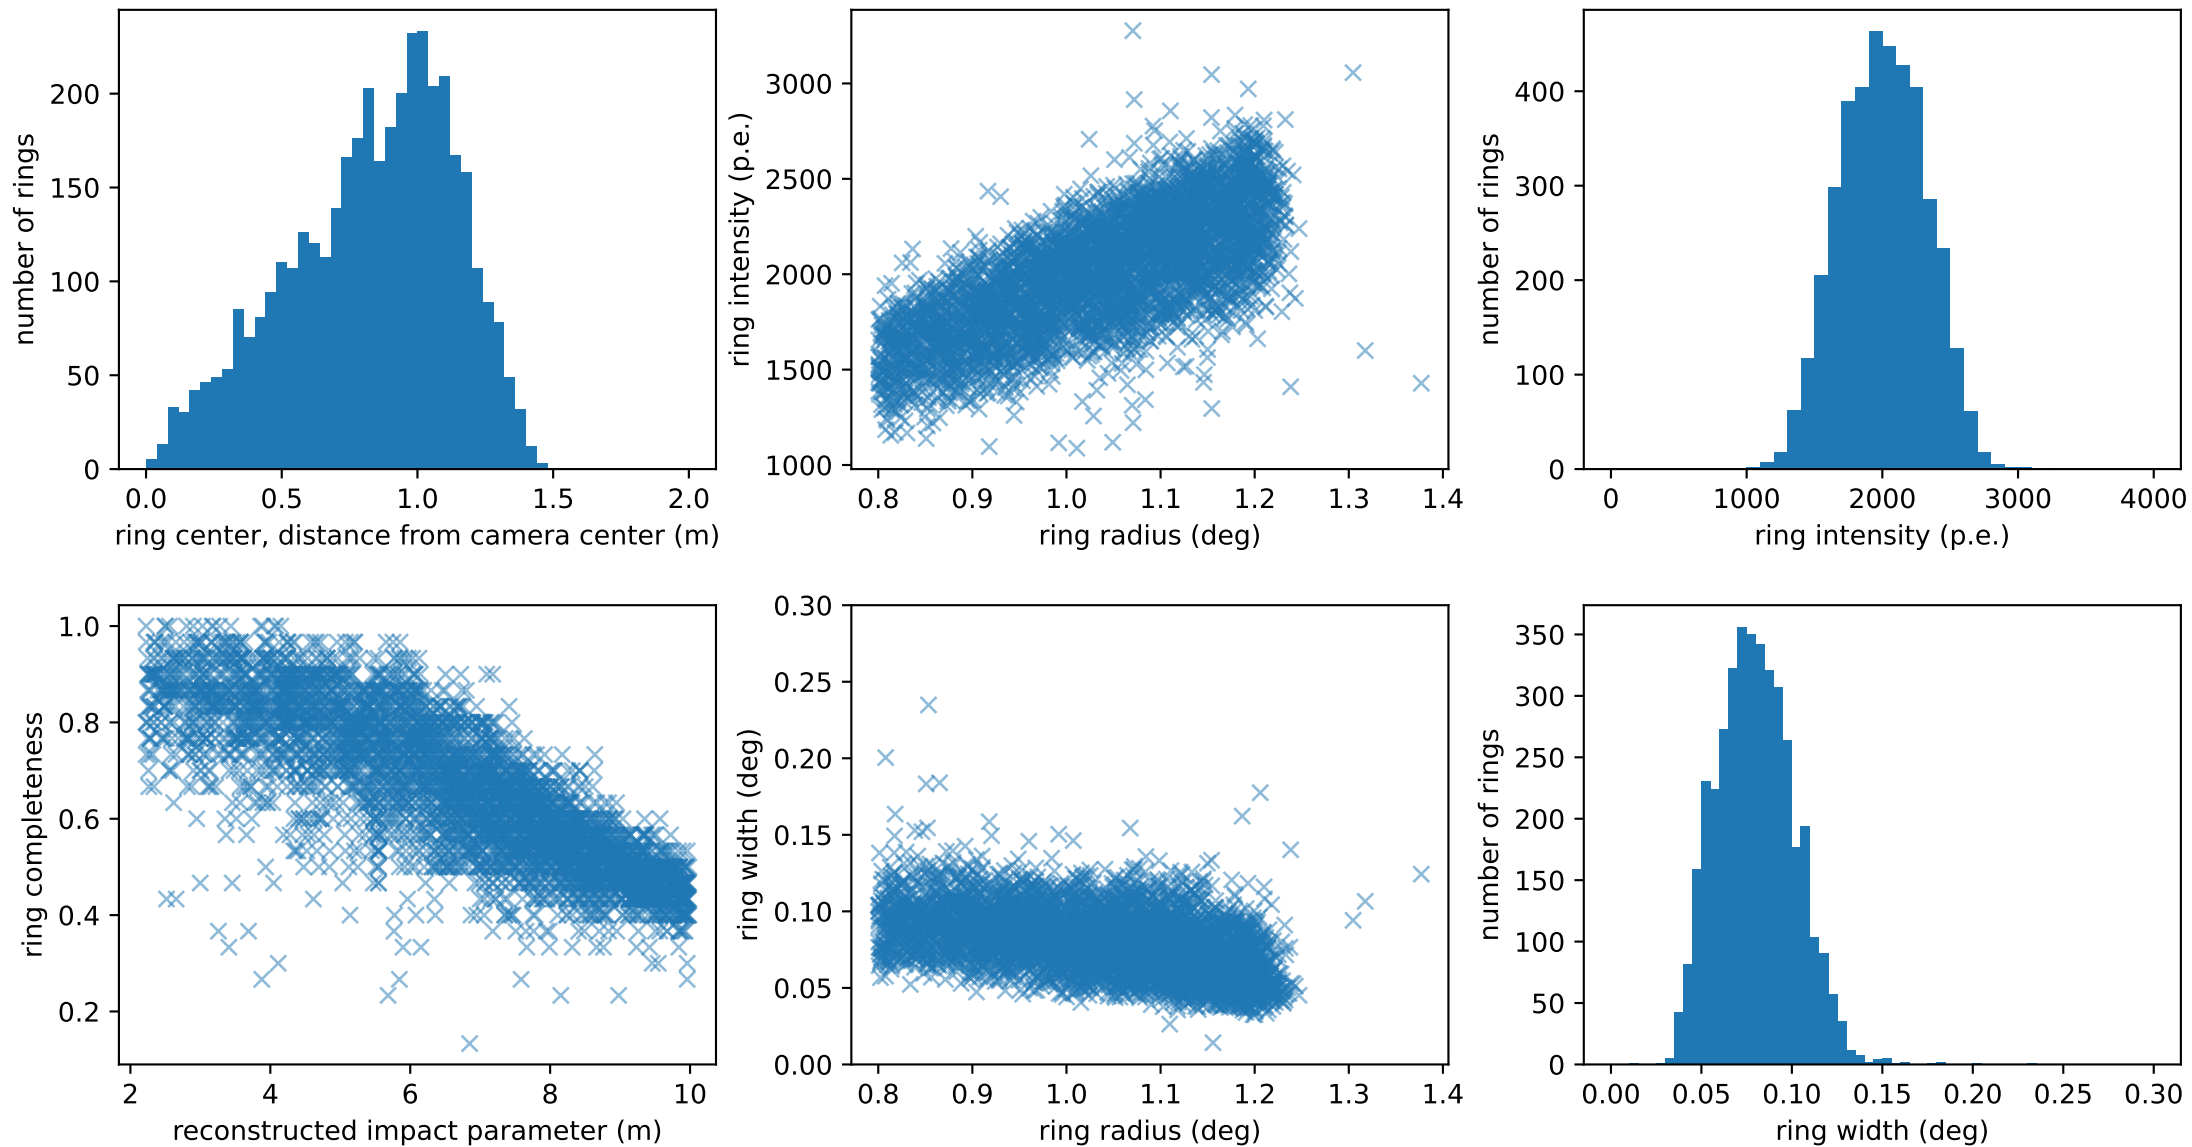 number of rings
200
150
100
50
0
0.0 0.5 1.0 1.5 2.0
ring center, distance from camera center (m)
ring intensity (p.e.)
3000
2500
2000
1500
1000
0.8 0.9 1.0 1.1 1.2 1.3 1.4
ring radius (deg)
number of rings
400
300
200
100
0
0 1000 2000 3000 4000
ring intensity (p.e.)
ring completeness
1.0
0.8
0.6
0.4
0.2
2 4 6 8 10
reconstructed impact parameter (m)
ring width (deg)
0.30
0.25
0.20
0.15
0.10
0.05
0.00
0.8 0.9 1.0 1.1 1.2 1.3 1.4
ring radius (deg)
number of rings
350
300
250
200
150
100
50
0
0.00 0.05 0.10 0.15 0.20 0.25 0.30
ring width (deg)